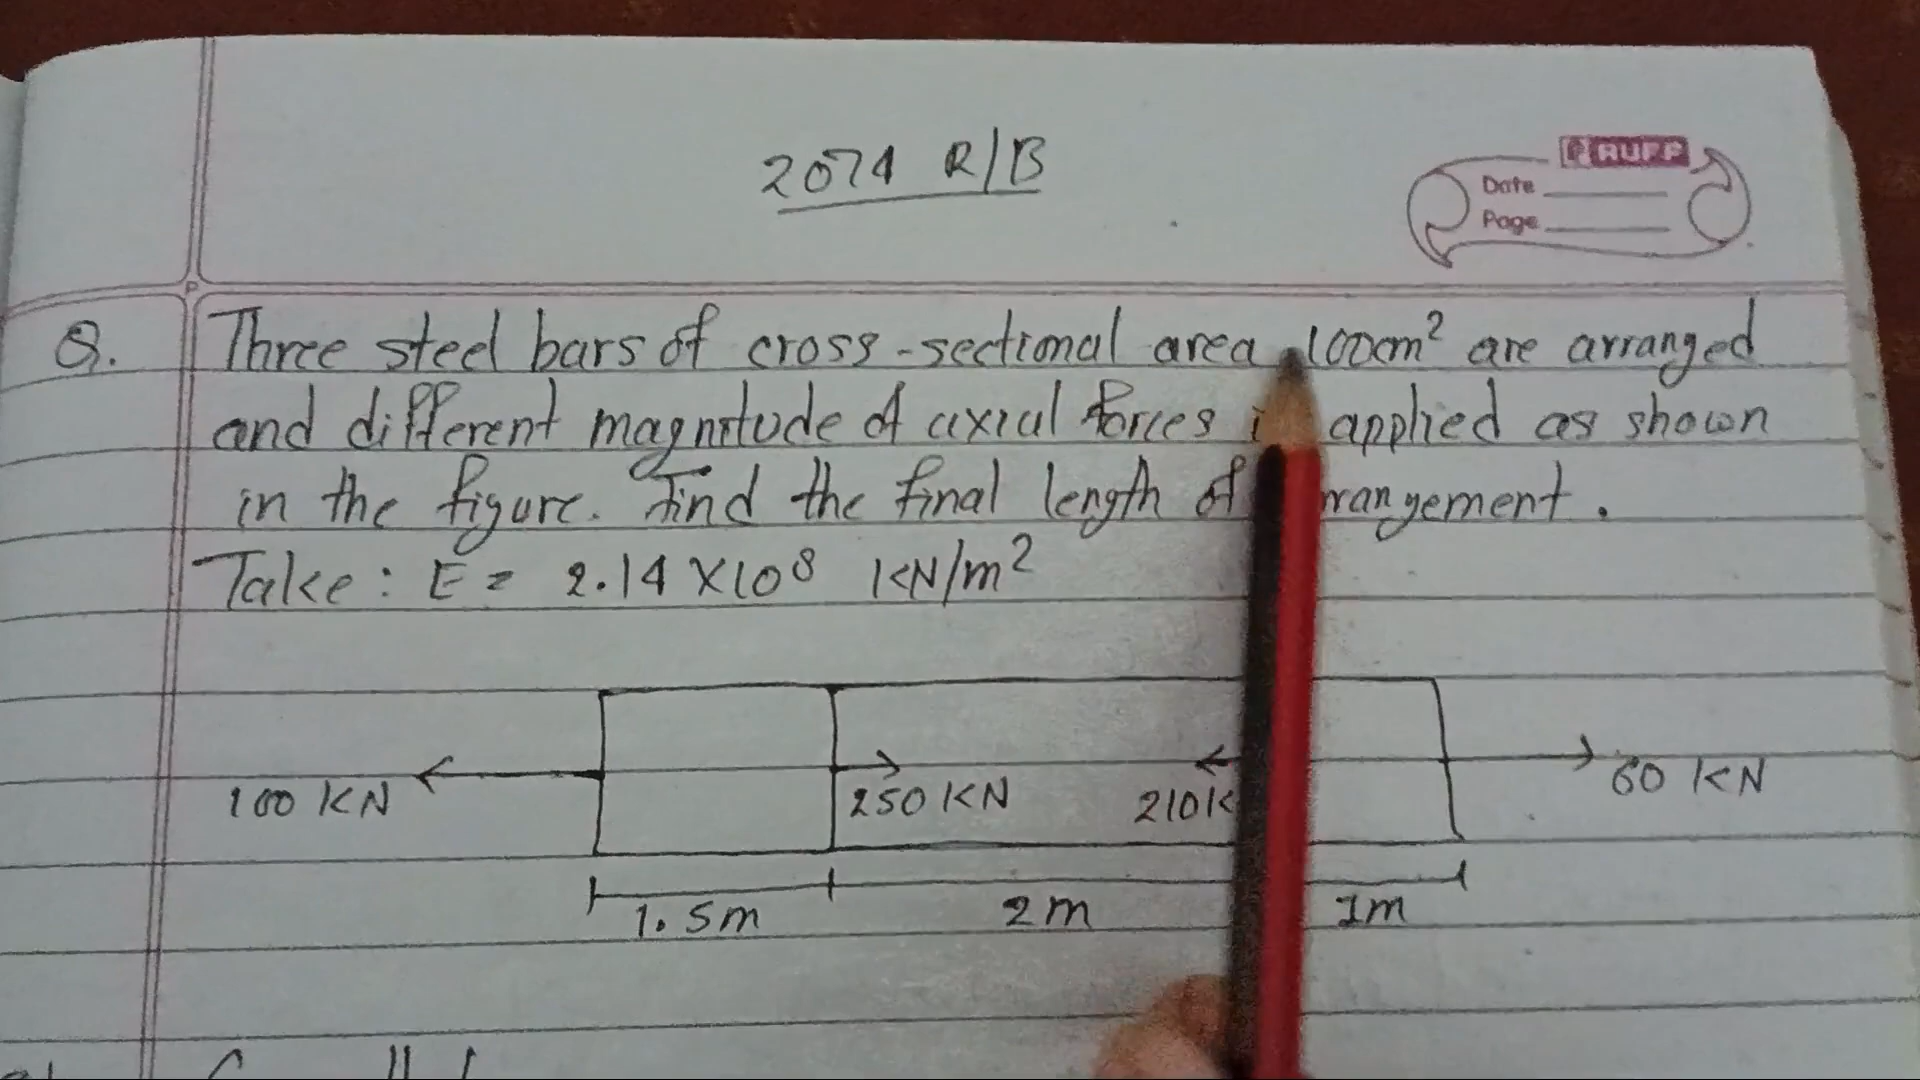 2074 R/B
RUFF
Date
Page
Q. Three steel bars of cross-sectional area 100cm² are arranged
and different magnitude of axial forces applied as shown
in the figure. Find the final length of
Take: E = 2.14 × 10⁸ KN/m²
100 KN 250 KN 210K 60 KN
1.5m 2m 1m